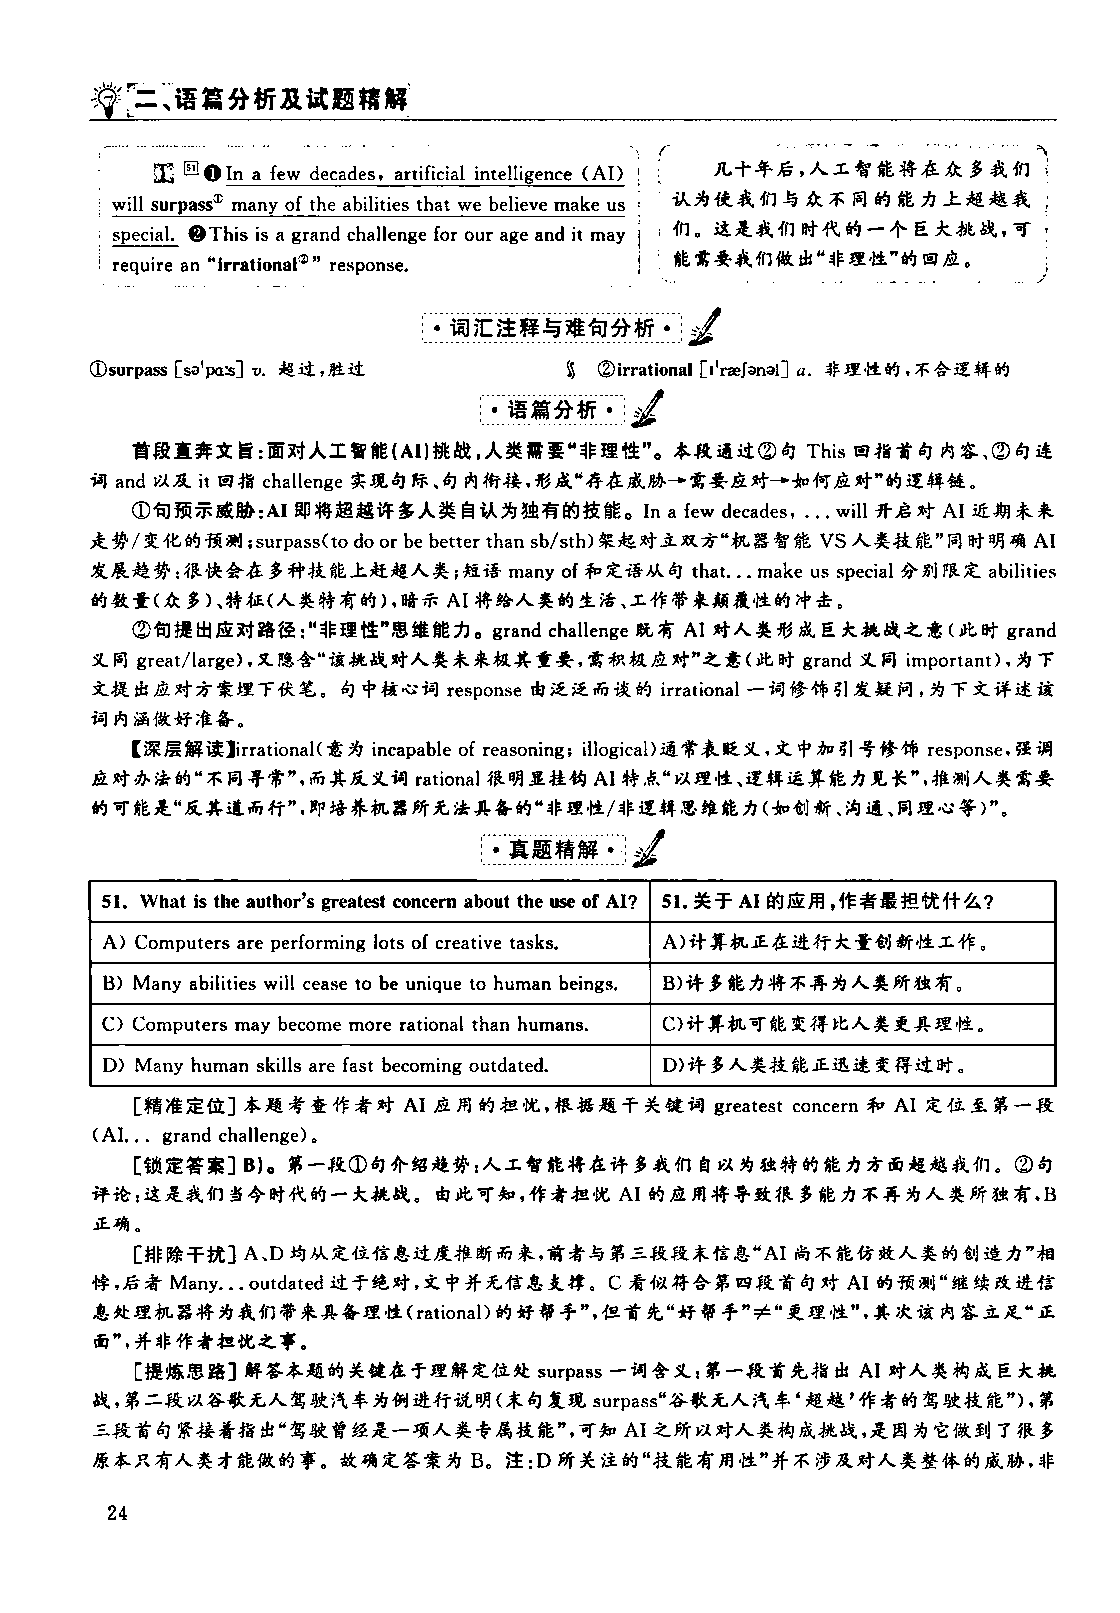 二、语篇分析及试题精解
Ⅰ 51 ❶In a few decades, artificial intelligence (AI)
will surpass① many of the abilities that we believe make us
special. ❷This is a grand challenge for our age and it may
require an “irrational②” response.
几十年后,人工智能将在众多我们
认为使我们与众不同的能力上超越我
们。这是我们时代的一个巨大挑战,可
能需要我们做出“非理性”的回应。
·词汇注释与难句分析·
①surpass [sə'pɑːs] v. 超过,胜过
②irrational [ɪ'ræʃənəl] a. 非理性的,不合逻辑的
·语篇分析·
首段直奔文旨:面对人工智能(AI)挑战,人类需要“非理性”。本段通过②句 This 回指首句内容、②句连
词 and 以及 it 回指 challenge 实现句际、句内衔接,形成“存在威胁→需要应对→如何应对”的逻辑链。
①句预示威胁:AI 即将超越许多人类自认为独有的技能。In a few decades, ... will 开启对 AI 近期未来
走势/变化的预测;surpass(to do or be better than sb/sth)架起对立双方“机器智能 VS 人类技能”同时明确 AI
发展趋势:很快会在多种技能上赶超人类;短语 many of 和定语从句 that... make us special 分别限定 abilities
的数量(众多)、特征(人类特有的),暗示 AI 将给人类的生活、工作带来颠覆性的冲击。
②句提出应对路径:“非理性”思维能力。grand challenge 既有 AI 对人类形成巨大挑战之意(此时 grand
义同 great/large),又隐含“该挑战对人类未来极其重要,需积极应对”之意(此时 grand 义同 important),为下
文提出应对方案埋下伏笔。句中核心词 response 由泛泛而谈的 irrational 一词修饰引发疑问,为下文详述该
词内涵做好准备。
【深层解读】irrational(意为 incapable of reasoning; illogical)通常表贬义,文中加引号修饰 response,强调
应对办法的“不同寻常”,而其反义词 rational 很明显挂钩 AI 特点“以理性、逻辑运算能力见长”,推测人类需要
的可能是“反其道而行”,即培养机器所无法具备的“非理性/非逻辑思维能力(如创新、沟通、同理心等)”。
·真题精解·
51. What is the author’s greatest concern about the use of AI? 51.关于 AI 的应用,作者最担忧什么?
A) Computers are performing lots of creative tasks. A)计算机正在进行大量创新性工作。
B) Many abilities will cease to be unique to human beings. B)许多能力将不再为人类所独有。
C) Computers may become more rational than humans. C)计算机可能变得比人类更具理性。
D) Many human skills are fast becoming outdated. D)许多人类技能正迅速变得过时。
[精准定位] 本题考查作者对 AI 应用的担忧,根据题干关键词 greatest concern 和 AI 定位至第一段
(AI... grand challenge)。
[锁定答案] B)。第一段①句介绍趋势:人工智能将在许多我们自以为独特的能力方面超越我们。②句
评论:这是我们当今时代的一大挑战。由此可知,作者担忧 AI 的应用将导致很多能力不再为人类所独有,B
正确。
[排除干扰] A、D 均从定位信息过度推断而来,前者与第三段段末信息“AI 尚不能仿效人类的创造力”相
悖,后者 Many... outdated 过于绝对,文中并无信息支撑。C 看似符合第四段首句对 AI 的预测“继续改进信
息处理机器将为我们带来具备理性(rational)的好帮手”,但首先“好帮手”≠“更理性”,其次该内容立足“正
面”,并非作者担忧之事。
[提炼思路] 解答本题的关键在于理解定位处 surpass 一词含义:第一段首先指出 AI 对人类构成巨大挑
战,第二段以谷歌无人驾驶汽车为例进行说明(末句复现 surpass“谷歌无人汽车‘超越’作者的驾驶技能”),第
三段首句紧接着指出“驾驶曾经是一项人类专属技能”,可知 AI 之所以对人类构成挑战,是因为它做到了很多
原本只有人类才能做的事。故确定答案为 B。注:D 所关注的“技能有用性”并不涉及对人类整体的威胁,非
24